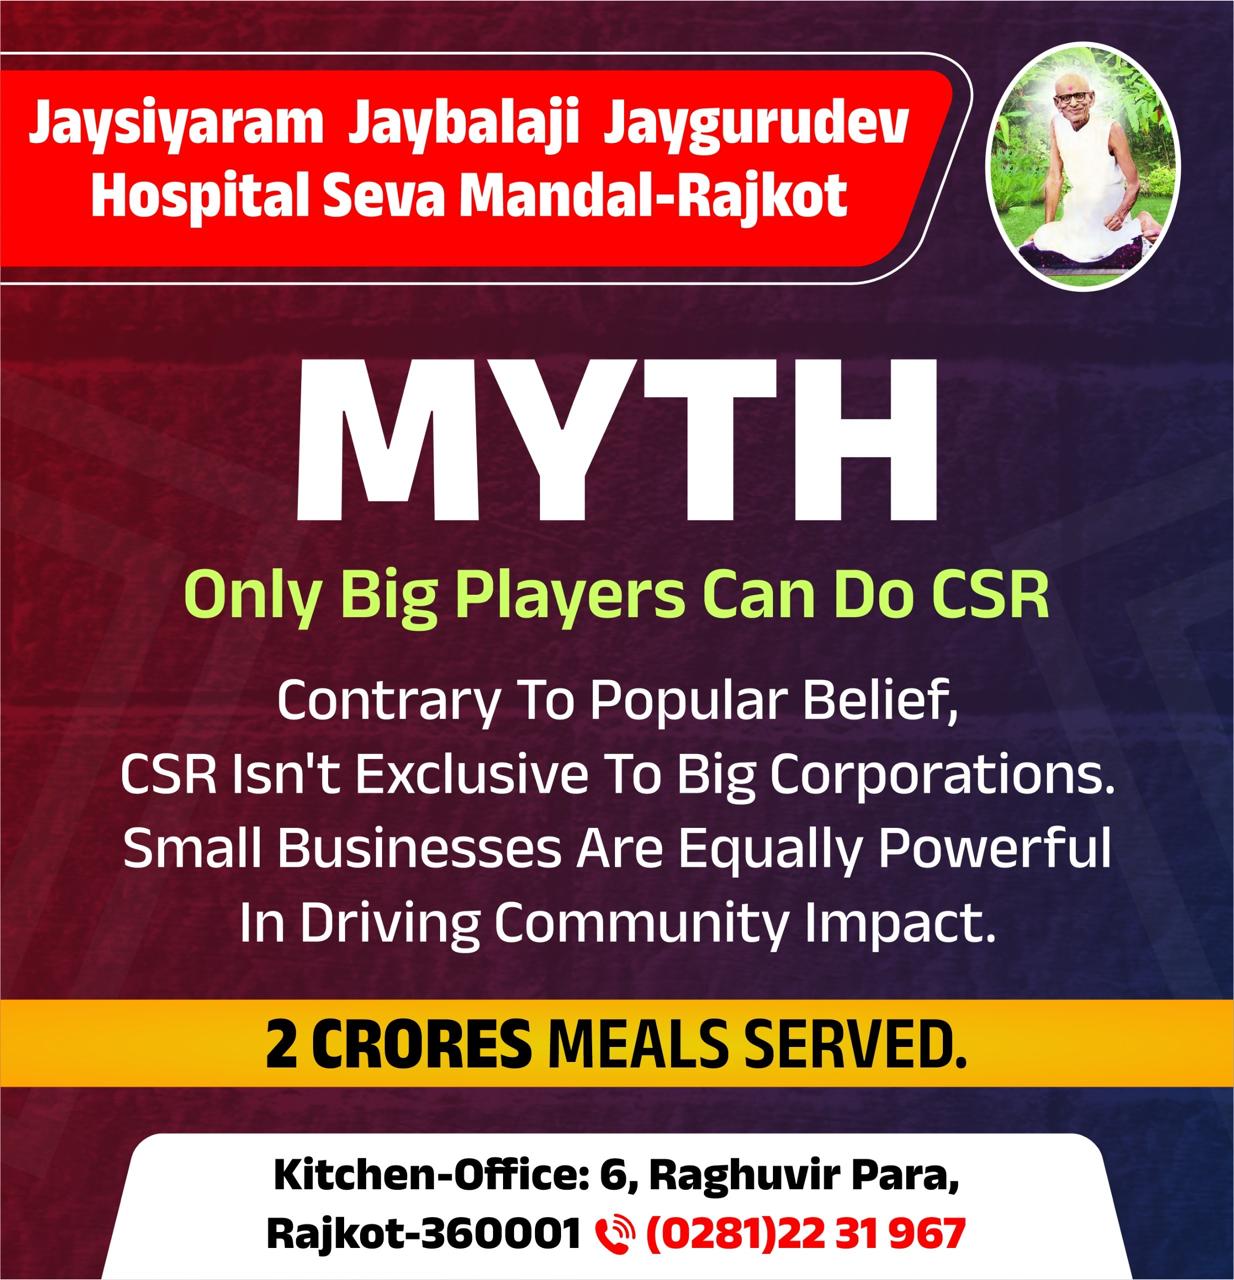 Jaysiyaram Jaybalaji Jaygurudev
Hospital Seva Mandal-Rajkot
MYTH
Only Big Players Can Do CSR
Contrary To Popular Belief,
CSR Isn't Exclusive To Big Corporations.
Small Businesses Are Equally Powerful
In Driving Community Impact.
2 CRORES MEALS SERVED.
Kitchen-Office: 6, Raghuvir Para,
Rajkot-360001 (0281)22 31 967